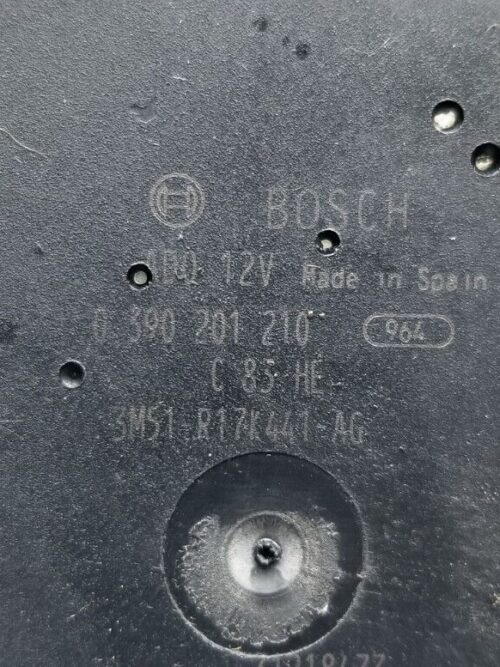 BOSCH
12V Made in Spain
0 390 201 210 964
C 85 HE
3M51-R17K441-AG